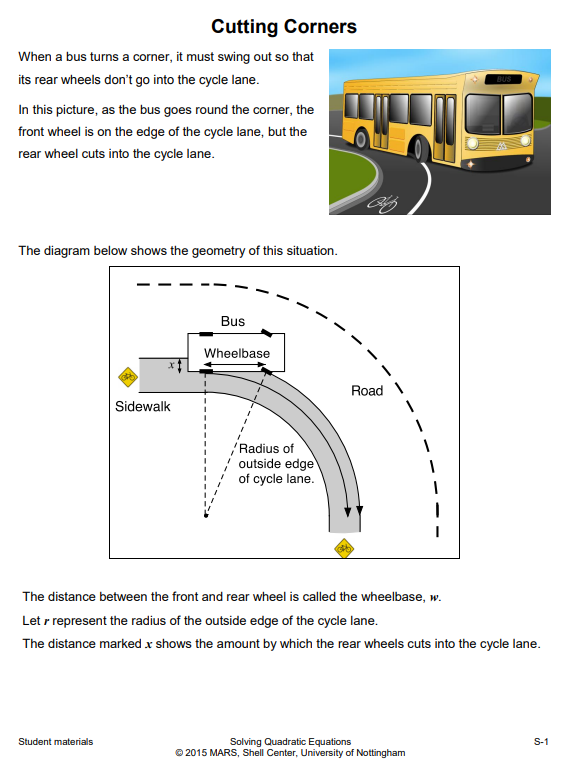 Cutting Corners
When a bus turns a corner, it must swing out so that
its rear wheels don't go into the cycle lane.
In this picture, as the bus goes round the corner, the
front wheel is on the edge of the cycle lane, but the
rear wheel cuts into the cycle lane.
BUS
The diagram below shows the geometry of this situation.
Bus
Wheelbase
x
Road
Sidewalk
Radius of
outside edge
of cycle lane.
The distance between the front and rear wheel is called the wheelbase, w.
Let r represent the radius of the outside edge of the cycle lane.
The distance marked x shows the amount by which the rear wheels cuts into the cycle lane.
Student materials
Solving Quadratic Equations
S-1
© 2015 MARS, Shell Center, University of Nottingham